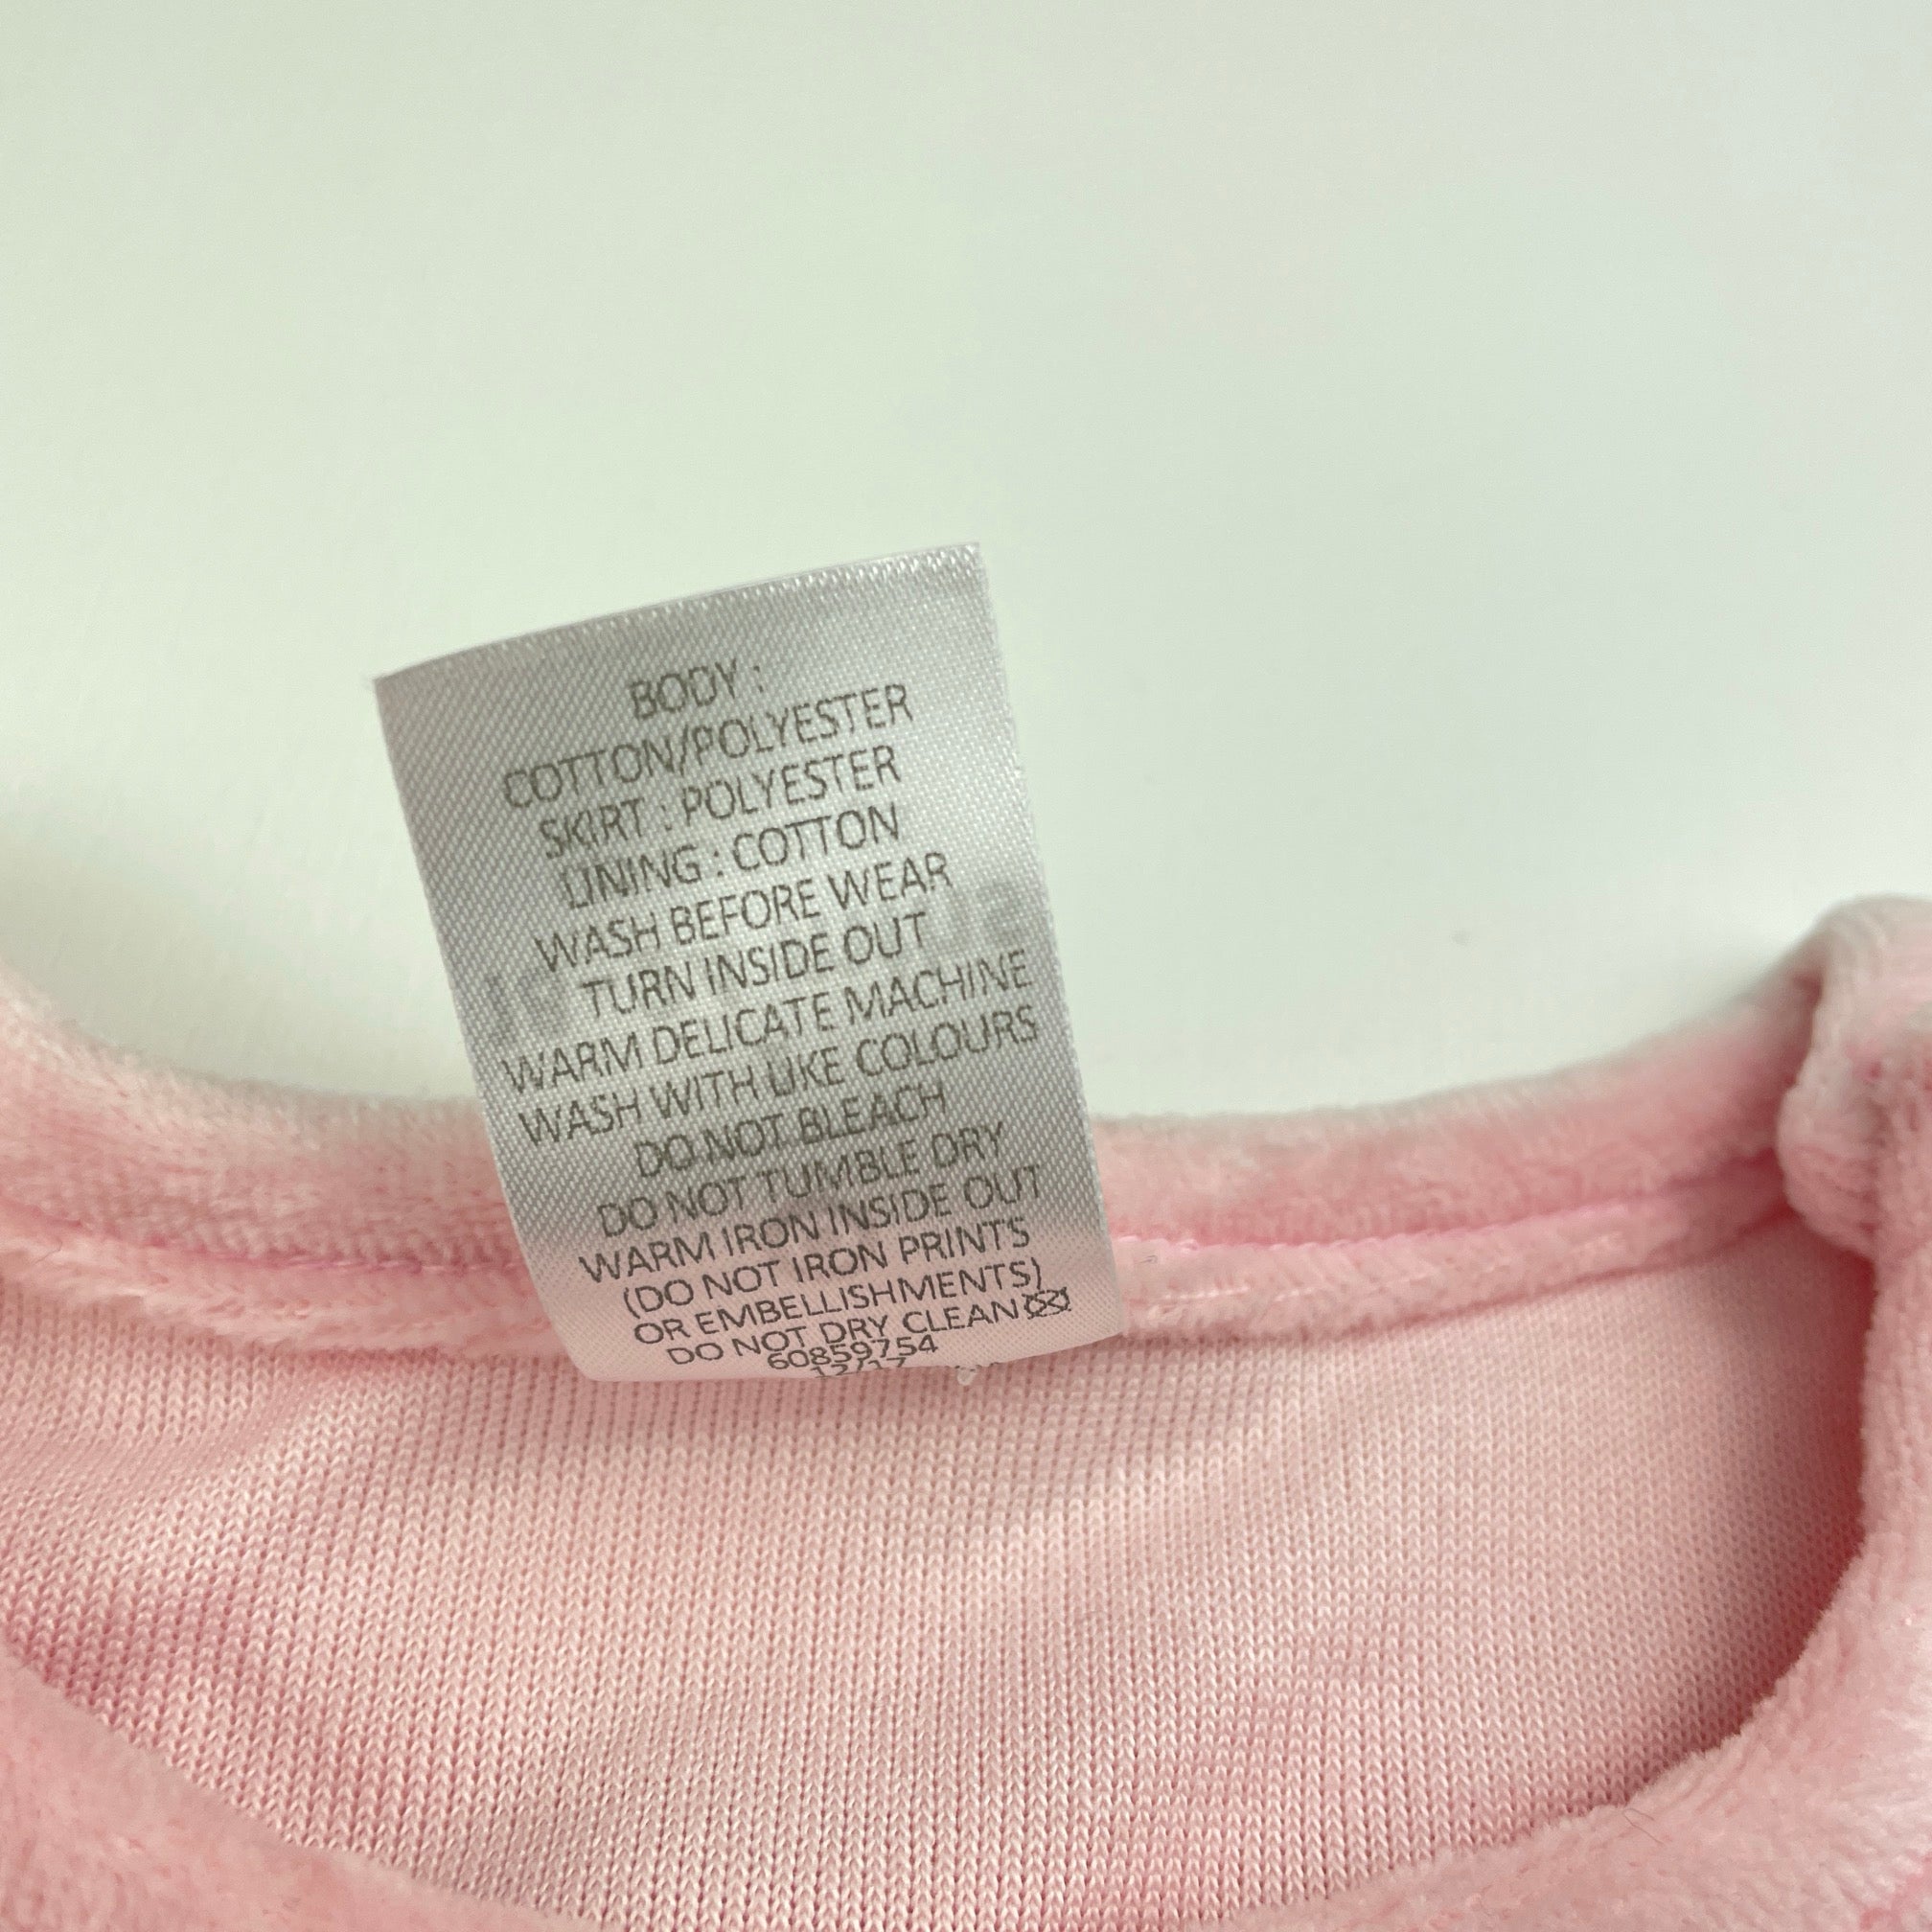 BODY :
COTTON/POLYESTER
SKIRT : POLYESTER
LINING : COTTON
WASH BEFORE WEAR
TURN INSIDE OUT
WARM DELICATE MACHINE
WASH WITH LIKE COLOURS
DO NOT BLEACH
DO NOT TUMBLE DRY
WARM IRON INSIDE OUT
(DO NOT IRON PRINTS
OR EMBELLISHMENTS)
DO NOT DRY CLEAN
60859754
12/17